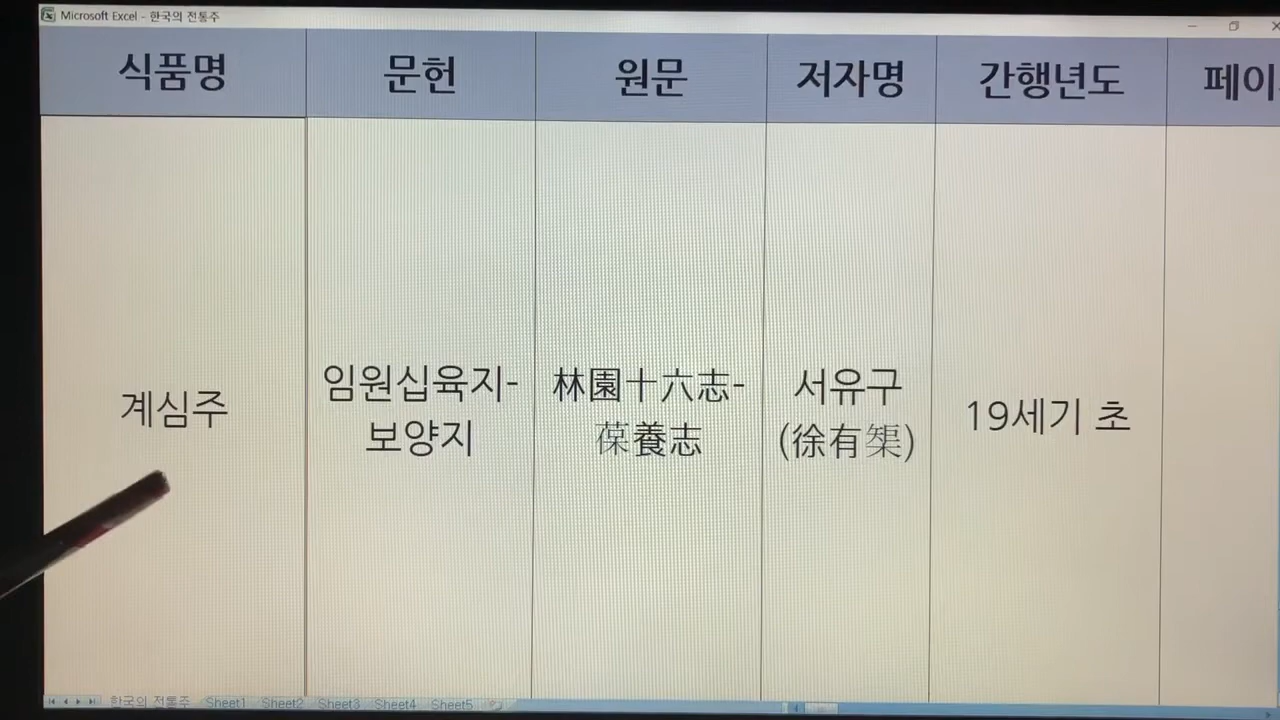 Microsoft Excel - 한국의 전통주
식품명 문헌 원문 저자명 간행년도 페이
계심주
임원십육지-
보양지
林園十六志-
葆養志
서유구
(徐有榘)
19세기 초
한국의 전통주 Sheet1 Sheet2 Sheet3 Sheet4 Sheet5